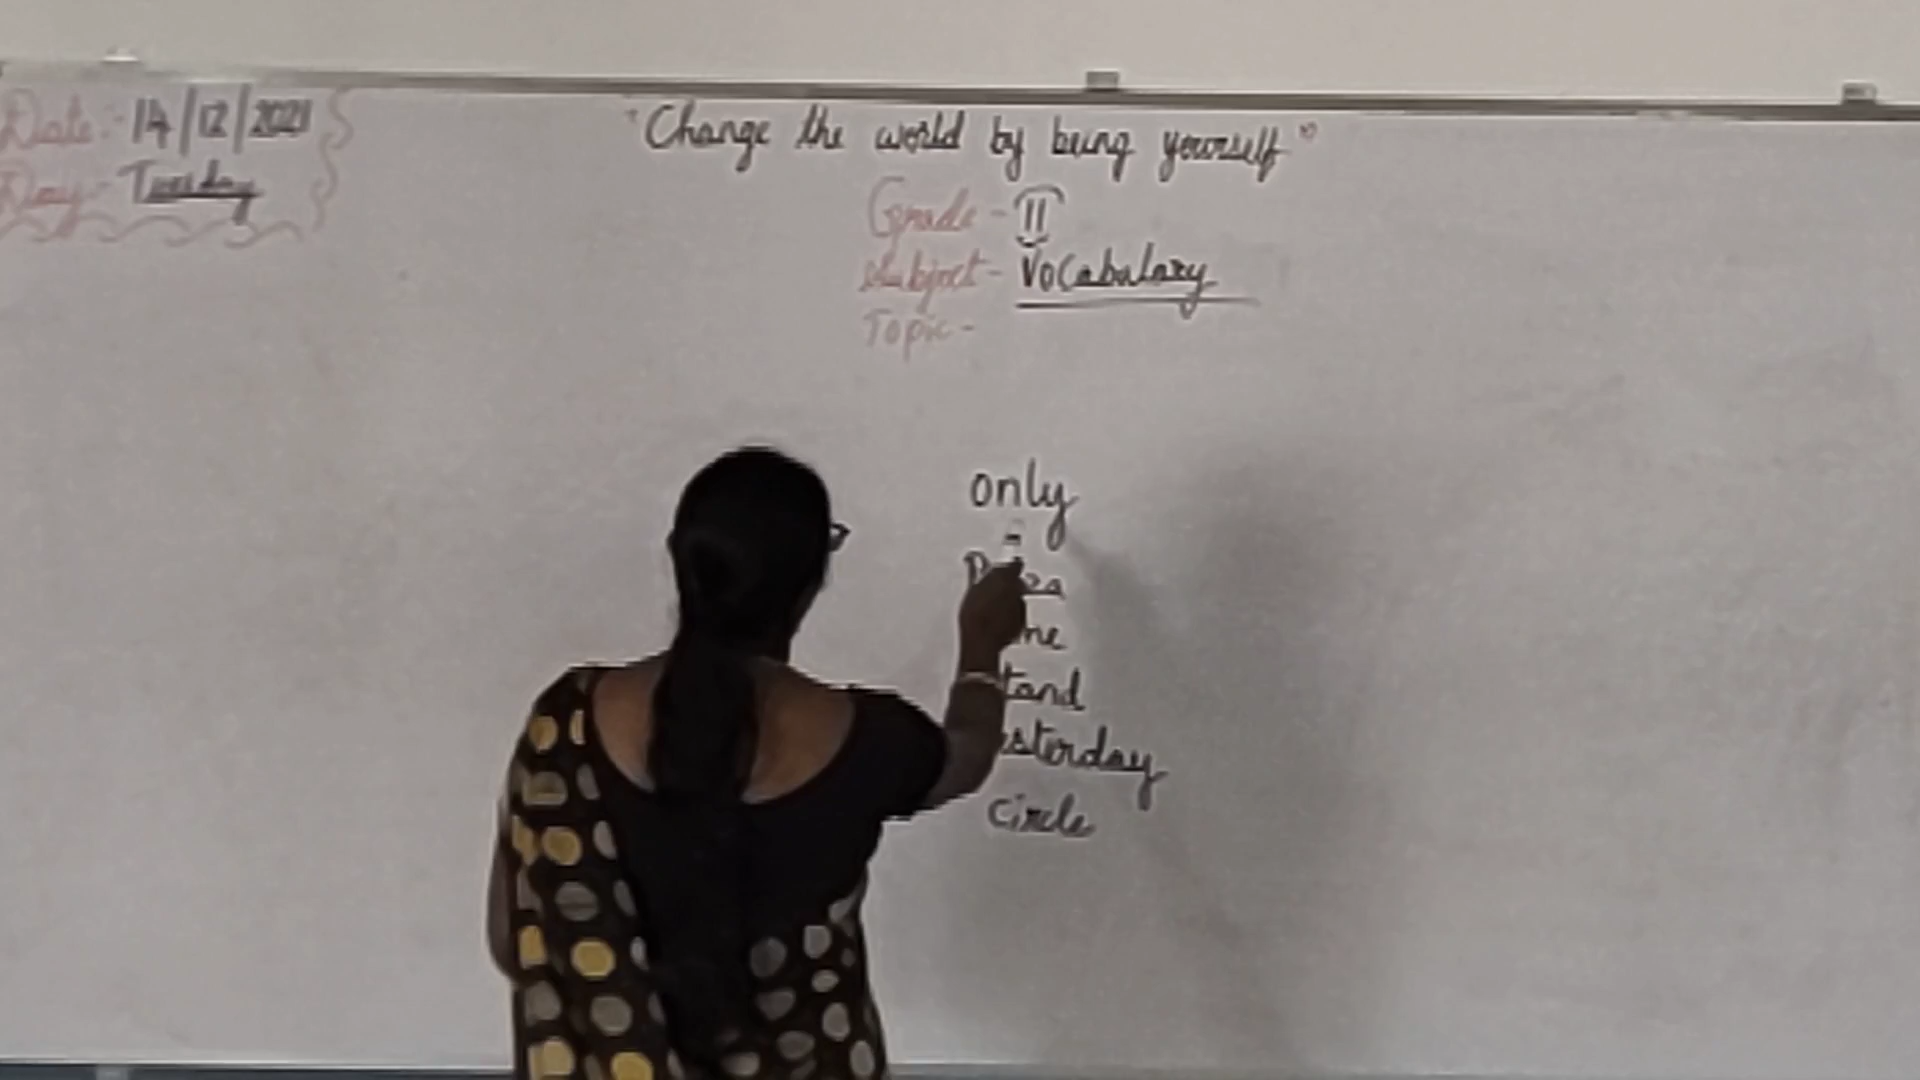 Date:- 14/12/2021
Day- Tuesday
"Change the world by being yourself"
Grade - II
Subject - Vocabulary
Topic -
only
circle